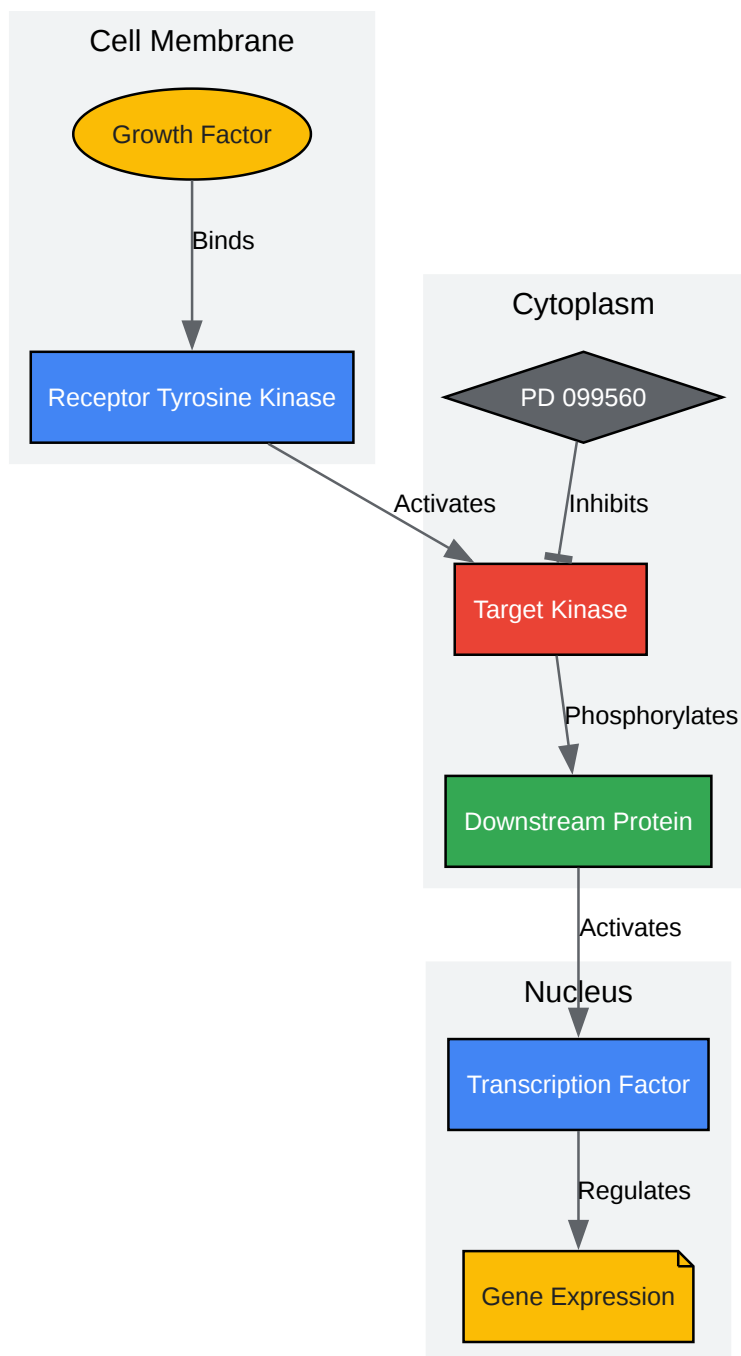 Cell Membrane
Growth Factor
Binds
Receptor Tyrosine Kinase
Cytoplasm
PD 099560
Activates
Inhibits
Target Kinase
Phosphorylates
Downstream Protein
Activates
Nucleus
Transcription Factor
Regulates
Gene Expression